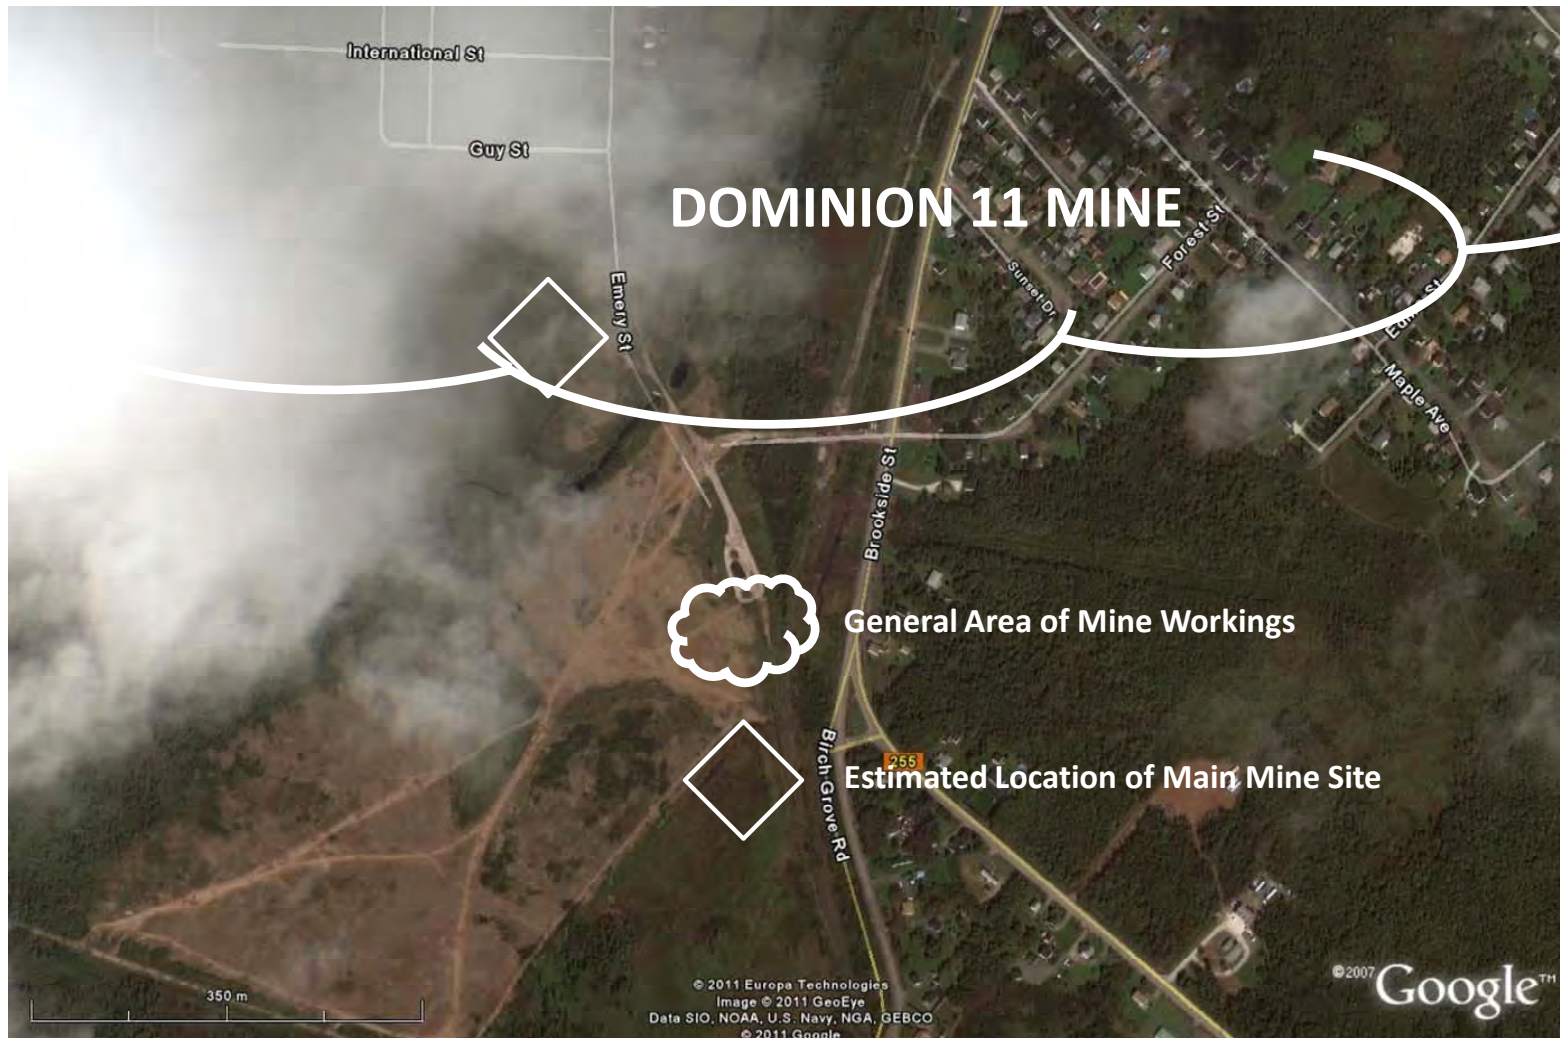 International St
Guy St
DOMINION 11 MINE
Forest St
Sunset Dr
Emery St
Maple Ave
Brookside St
General Area of Mine Workings
255
Birch Grove Rd
Estimated Location of Main Mine Site
350 m
© 2011 Europa Technologies
Image © 2011 GeoEye
Data SIO, NOAA, U.S. Navy, NGA, GEBCO
© 2011 Google
©2007 Google™